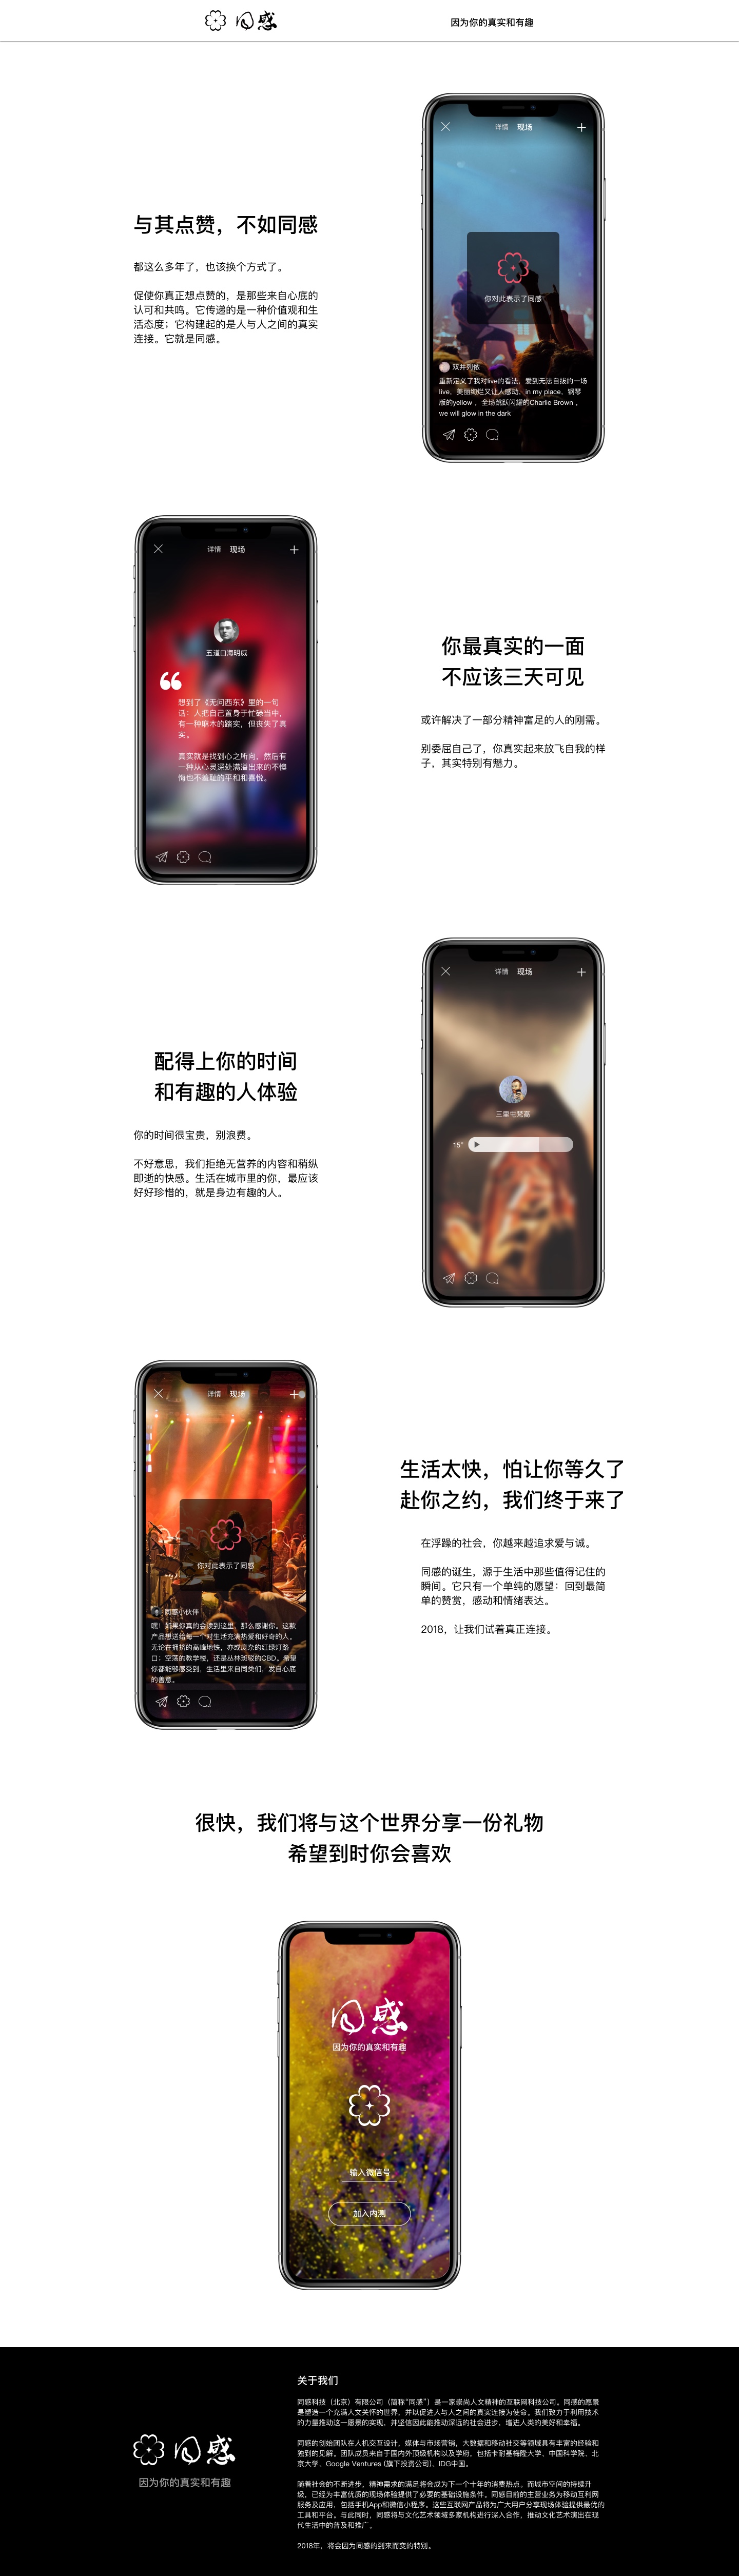 同感
因为你的真实和有趣
与其点赞，不如同感
都这么多年了，也该换个方式了。
促使你真正想点赞的，是那些来自心底的
认可和共鸣。它传递的是一种价值观和生
活态度；它构建起的是人与人之间的真实
连接。它就是同感。
详情 现场
你对此表示了同感
双井列侬
重新定义了我对live的看法，爱到无法自拔的一场
live，美丽绚烂又让人感动，in my place，钢琴
版的yellow ，全场跳跃闪耀的Charlie Brown ，
we will glow in the dark
详情 现场
五道口海明威
想到了《无问西东》里的一句
话：人把自己置身于忙碌当中，
有一种麻木的踏实，但丧失了真
实。
真实就是找到心之所向，然后有
一种从心灵深处满溢出来的不懊
悔也不羞耻的平和和喜悦。
你最真实的一面
不应该三天可见
或许解决了一部分精神富足的人的刚需。
别委屈自己了，你真实起来放飞自我的样
子，其实特别有魅力。
配得上你的时间
和有趣的人体验
你的时间很宝贵，别浪费。
不好意思，我们拒绝无营养的内容和稍纵
即逝的快感。生活在城市里的你，最应该
好好珍惜的，就是身边有趣的人。
详情 现场
三里屯梵高
15"
详情 现场
你对此表示了同感
同感小伙伴
嘿！如果你真的会读到这里，那么感谢你。这款
产品想送给每一个对生活充满热爱和好奇的人。
无论在拥挤的高峰地铁，亦或庞杂的红绿灯路
口；空荡的教学楼，还是丛林斑驳的CBD。希望
你都能够感受到，生活里来自同类们，发自心底
的善意。
生活太快，怕让你等久了
赴你之约，我们终于来了
在浮躁的社会，你越来越追求爱与诚。
同感的诞生，源于生活中那些值得记住的
瞬间。它只有一个单纯的愿望：回到最简
单的赞赏，感动和情绪表达。
2018，让我们试着真正连接。
很快，我们将与这个世界分享一份礼物
希望到时你会喜欢
同感
因为你的真实和有趣
输入微信号
加入内测
同感
因为你的真实和有趣
关于我们
同感科技（北京）有限公司（简称“同感”）是一家崇尚人文精神的互联网科技公司。同感的愿景
是塑造一个充满人文关怀的世界，并以促进人与人之间的真实连接为使命。我们致力于利用技术
的力量推动这一愿景的实现，并坚信因此能推动深远的社会进步，增进人类的美好和幸福。
同感的创始团队在人机交互设计，媒体与市场营销，大数据和移动社交等领域具有丰富的经验和
独到的见解。团队成员来自于国内外顶级机构以及学府，包括卡耐基梅隆大学、中国科学院、北
京大学、Google Ventures (旗下投资公司)、IDG中国。
随着社会的不断进步，精神需求的满足将会成为下一个十年的消费热点。而城市空间的持续升
级，已经为丰富优质的现场体验提供了必要的基础设施条件。同感目前的主营业务为移动互利网
服务及应用，包括手机App和微信小程序。这些互联网产品将为广大用户分享现场体验提供最优的
工具和平台。与此同时，同感将与文化艺术领域多家机构进行深入合作，推动文化艺术演出在现
代生活中的普及和推广。
2018年，将会因为同感的到来而变的特别。